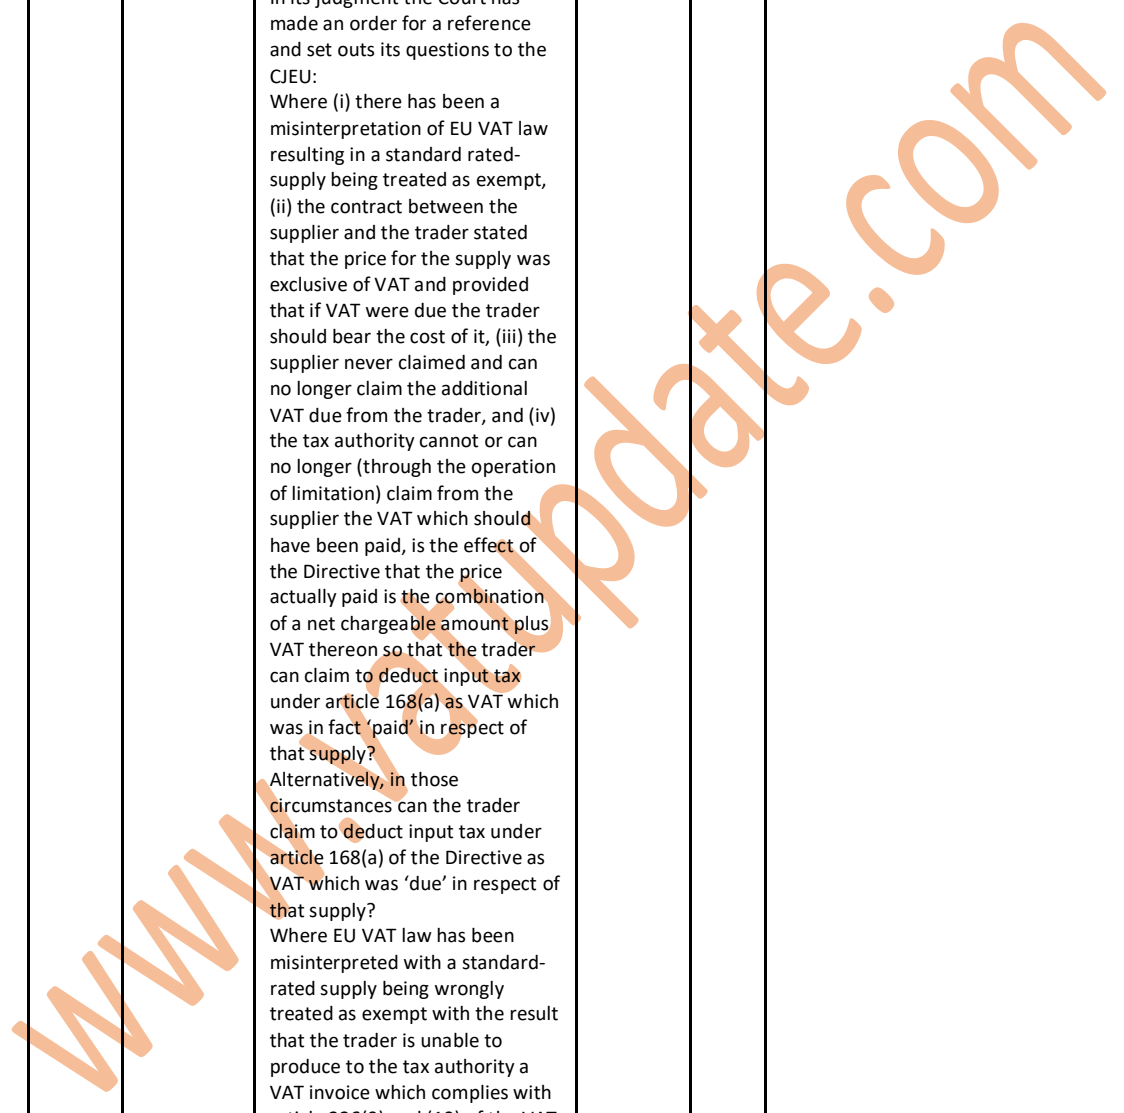 in its judgment the Court has
made an order for a reference
and set outs its questions to the
CJEU:
Where (i) there has been a
misinterpretation of EU VAT law
resulting in a standard rated-
supply being treated as exempt,
(ii) the contract between the
supplier and the trader stated
that the price for the supply was
exclusive of VAT and provided
that if VAT were due the trader
should bear the cost of it, (iii) the
supplier never claimed and can
no longer claim the additional
VAT due from the trader, and (iv)
the tax authority cannot or can
no longer (through the operation
of limitation) claim from the
supplier the VAT which should
have been paid, is the effect of
the Directive that the price
actually paid is the combination
of a net chargeable amount plus
VAT thereon so that the trader
can claim to deduct input tax
under article 168(a) as VAT which
was in fact ‘paid’ in respect of
that supply?
Alternatively, in those
circumstances can the trader
claim to deduct input tax under
article 168(a) of the Directive as
VAT which was ‘due’ in respect of
that supply?
Where EU VAT law has been
misinterpreted with a standard-
rated supply being wrongly
treated as exempt with the result
that the trader is unable to
produce to the tax authority a
VAT invoice which complies with
www.vatupdate.com